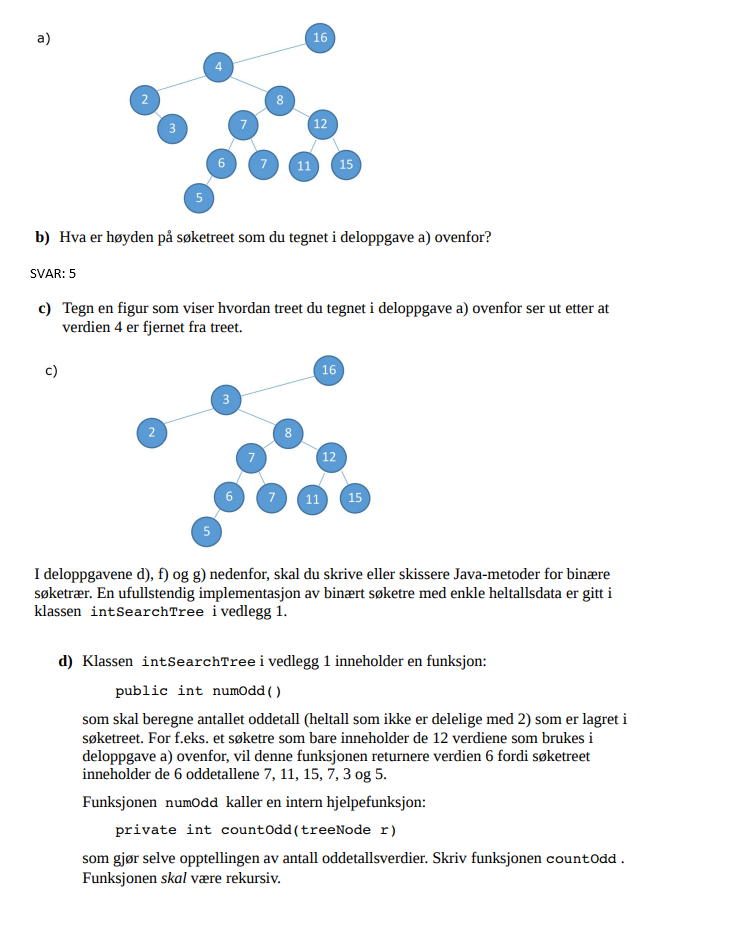 a)
16
4
2
8
3
7
12
6
7
11
15
5
b) Hva er høyden på søketreet som du tegnet i deloppgave a) ovenfor?
SVAR: 5
c) Tegn en figur som viser hvordan treet du tegnet i deloppgave a) ovenfor ser ut etter at
verdien 4 er fjernet fra treet.
c)
16
3
2
8
7
12
6
7
11
15
5
I deloppgavene d), f) og g) nedenfor, skal du skrive eller skissere Java-metoder for binære
søketrær. En ufullstendig implementasjon av binært søketre med enkle heltallsdata er gitt i
klassen intSearchTree i vedlegg 1.
d) Klassen intSearchTree i vedlegg 1 inneholder en funksjon:
public int numOdd()
som skal beregne antallet oddetall (heltall som ikke er delelige med 2) som er lagret i
søketreet. For f.eks. et søketre som bare inneholder de 12 verdiene som brukes i
deloppgave a) ovenfor, vil denne funksjonen returnere verdien 6 fordi søketreet
inneholder de 6 oddetallene 7, 11, 15, 7, 3 og 5.
Funksjonen numOdd kaller en intern hjelpefunksjon:
private int countOdd(treeNode r)
som gjør selve opptellingen av antall oddetallsverdier. Skriv funksjonen countOdd .
Funksjonen skal være rekursiv.